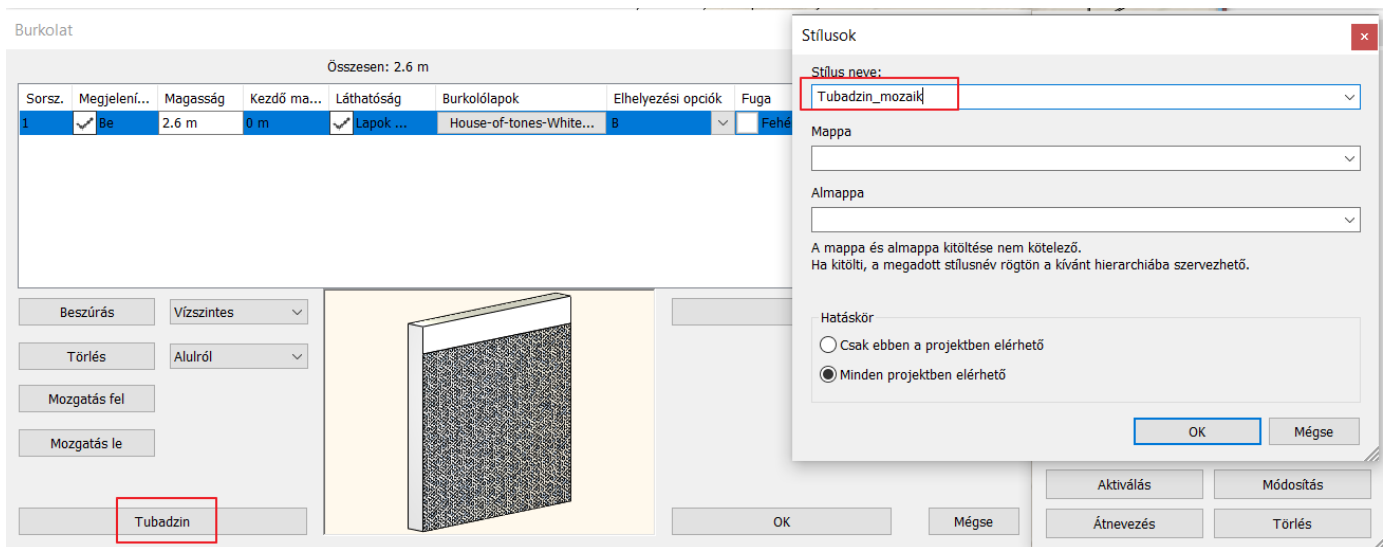 Burkolat
Összesen: 2.6 m
Sorsz. Megjelení... Magasság Kezdő ma... Láthatóság Burkolólapok Elhelyezési opciók Fuga
1 Be 2.6 m 0 m Lapok ... House-of-tones-White... B Fehé
Beszúrás Vízszintes
Törlés Alulról
Mozgatás fel
Mozgatás le
Tubadzin
OK Mégse
Stílusok
Stílus neve:
Tubadzin_mozaik
Mappa
Almappa
A mappa és almappa kitöltése nem kötelező.
Ha kitölti, a megadott stílusnév rögtön a kívánt hierarchiába szervezhető.
Hatáskör
Csak ebben a projektben elérhető
Minden projektben elérhető
OK Mégse
Aktiválás Módosítás
Átnevezés Törlés